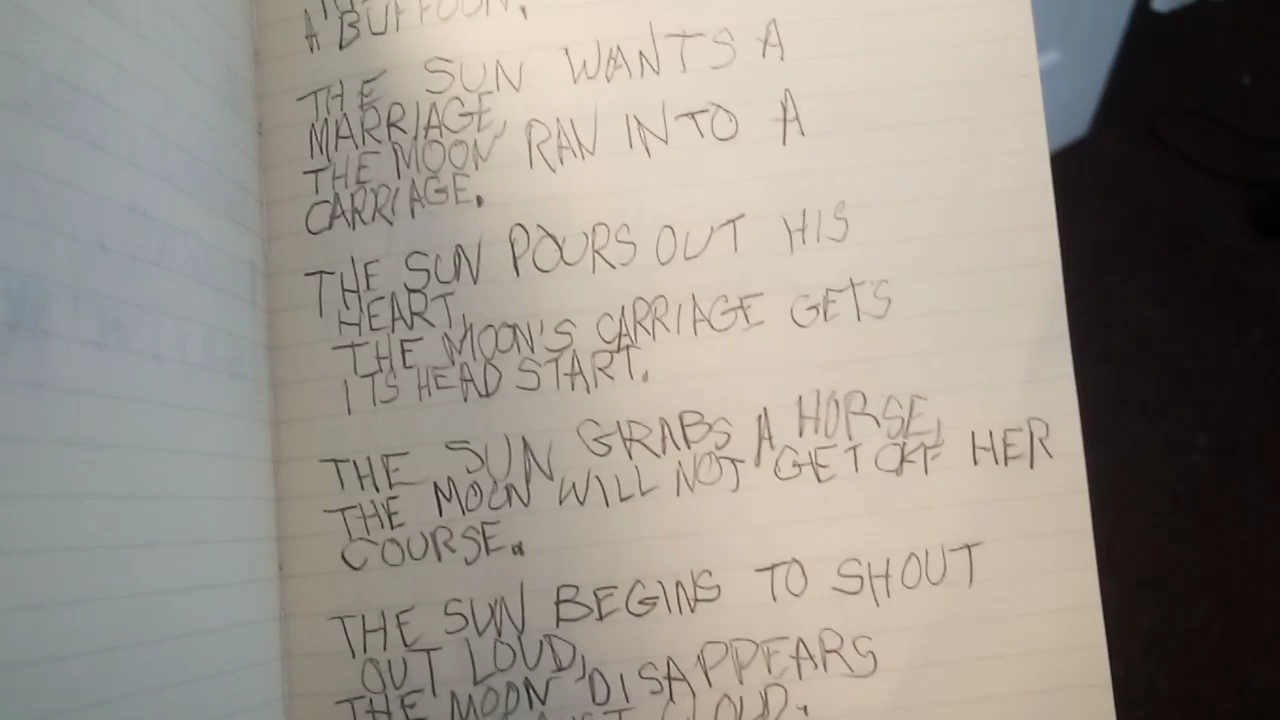 A BUFFOON.
THE SUN WANTS A
MARRIAGE,
THE MOON RAN INTO A
CARRIAGE.
THE SUN POURS OUT HIS
HEART,
THE MOON'S CARRIAGE GETS
ITS HEAD START.
THE SUN GRABS A HORSE,
THE MOON WILL NOT GET OFF HER
COURSE.
THE SUN BEGINS TO SHOUT
OUT LOUD,
THE MOON DISAPPEARS
CLOUD.